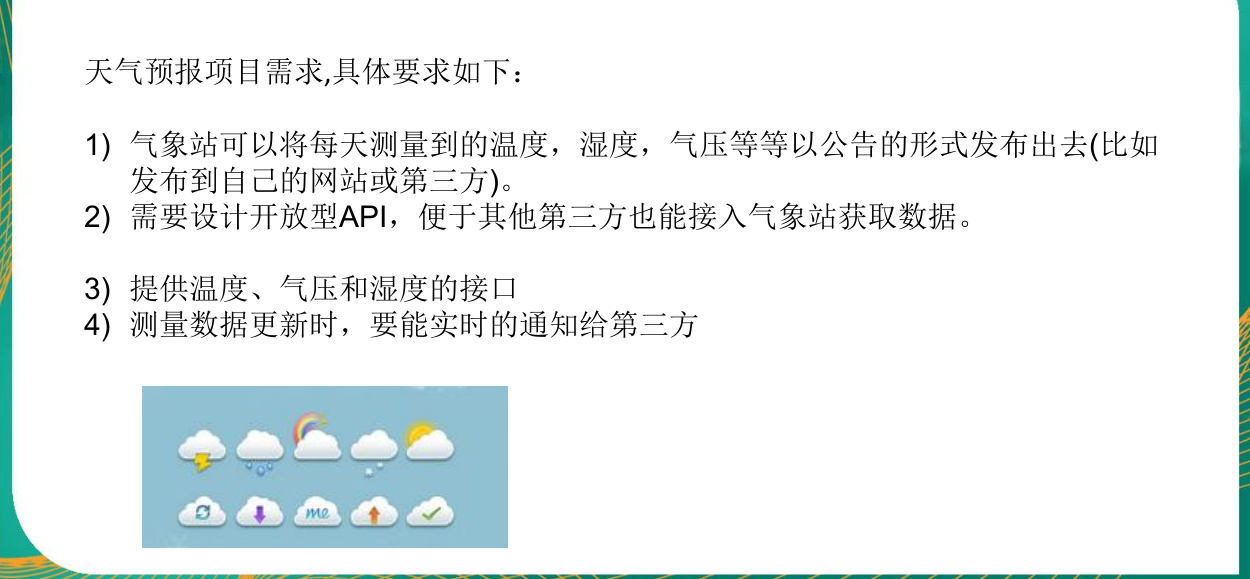 天气预报项目需求,具体要求如下：
1) 气象站可以将每天测量到的温度，湿度，气压等等以公告的形式发布出去(比如
发布到自己的网站或第三方)。
2) 需要设计开放型API，便于其他第三方也能接入气象站获取数据。
3) 提供温度、气压和湿度的接口
4) 测量数据更新时，要能实时的通知给第三方
me